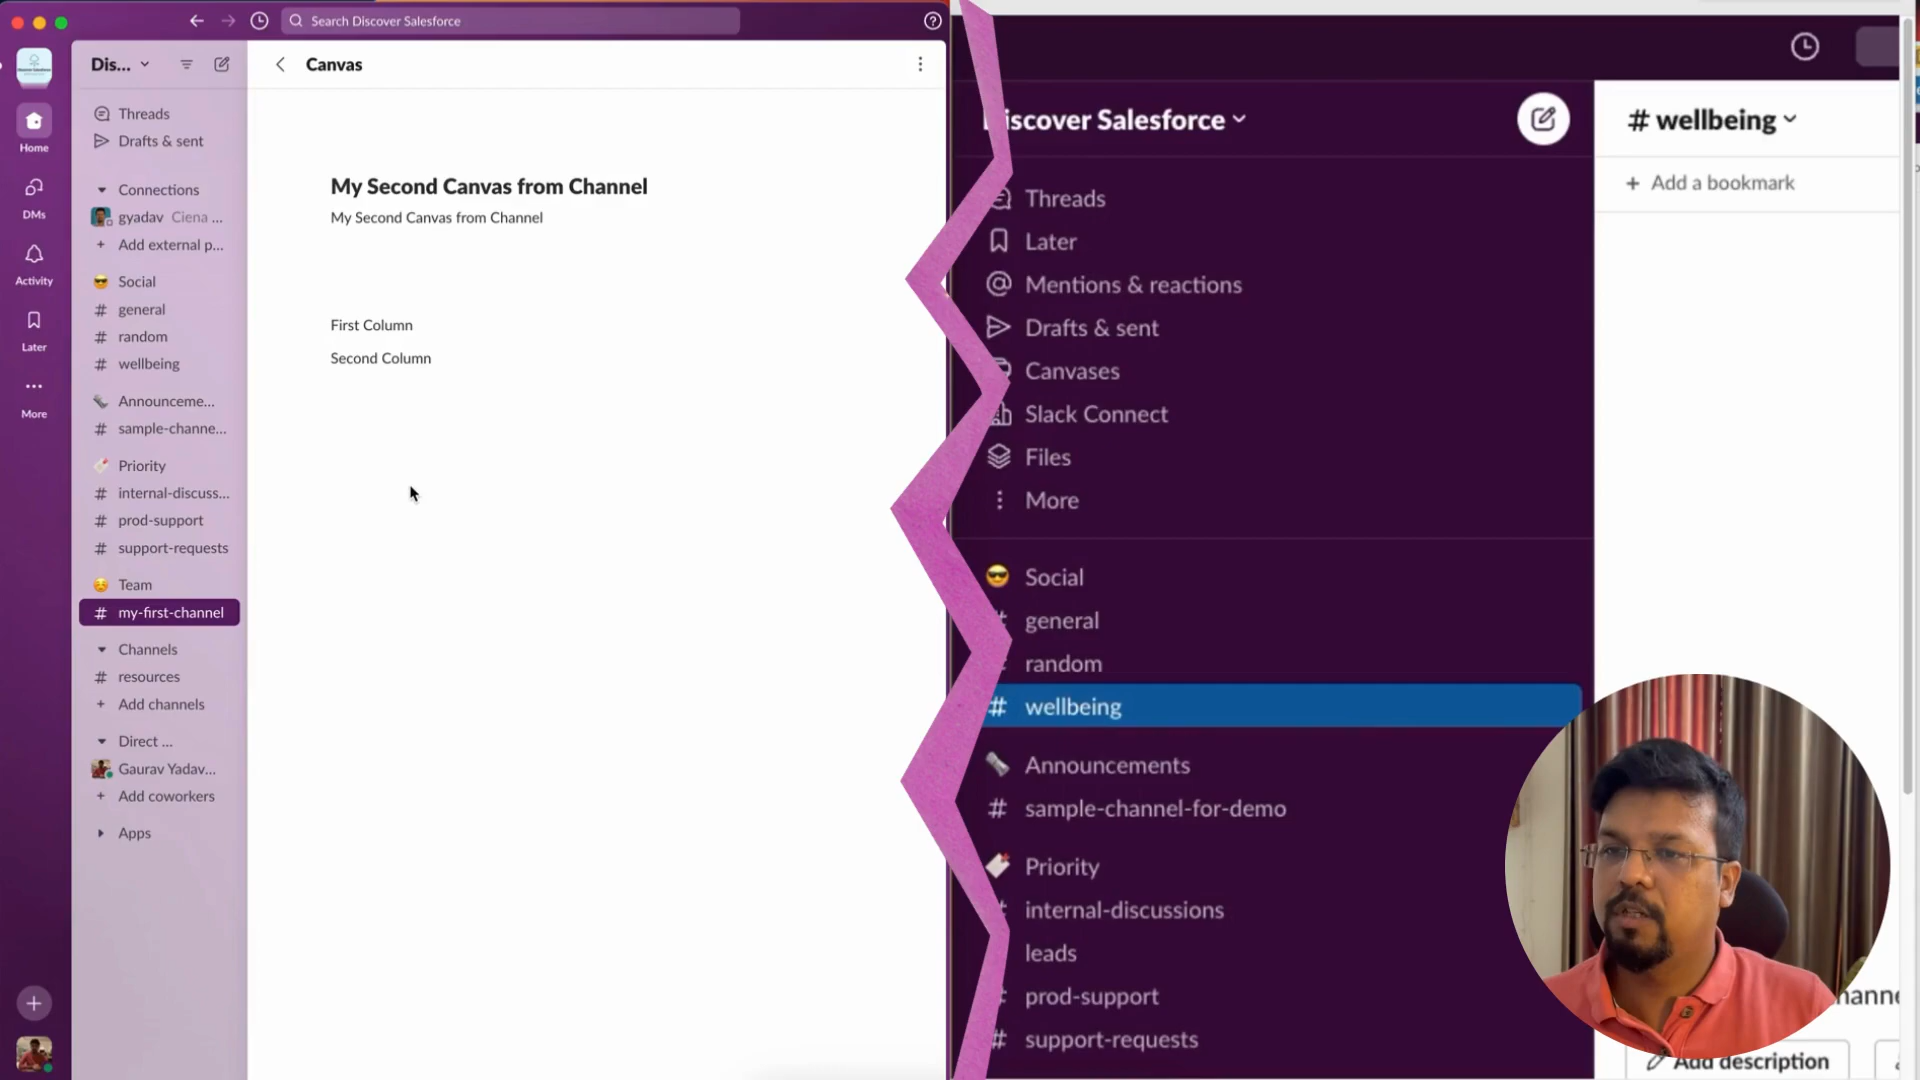 Search Discover Salesforce
Dis...
Canvas
Threads
Drafts & sent
Home
DMs
Activity
Later
More
Connections
gyadav Ciena ...
Add external p...
Social
general
random
wellbeing
Announceme...
sample-channe...
Priority
internal-discuss...
prod-support
support-requests
Team
my-first-channel
Channels
resources
Add channels
Direct ...
Gaurav Yadav...
Add coworkers
Apps
My Second Canvas from Channel
My Second Canvas from Channel
First Column
Second Column
iscover Salesforce
Threads
Later
Mentions & reactions
Drafts & sent
Canvases
Slack Connect
Files
More
Social
general
random
# wellbeing
Announcements
# sample-channel-for-demo
Priority
internal-discussions
leads
prod-support
support-requests
# wellbeing
+ Add a bookmark
Add description